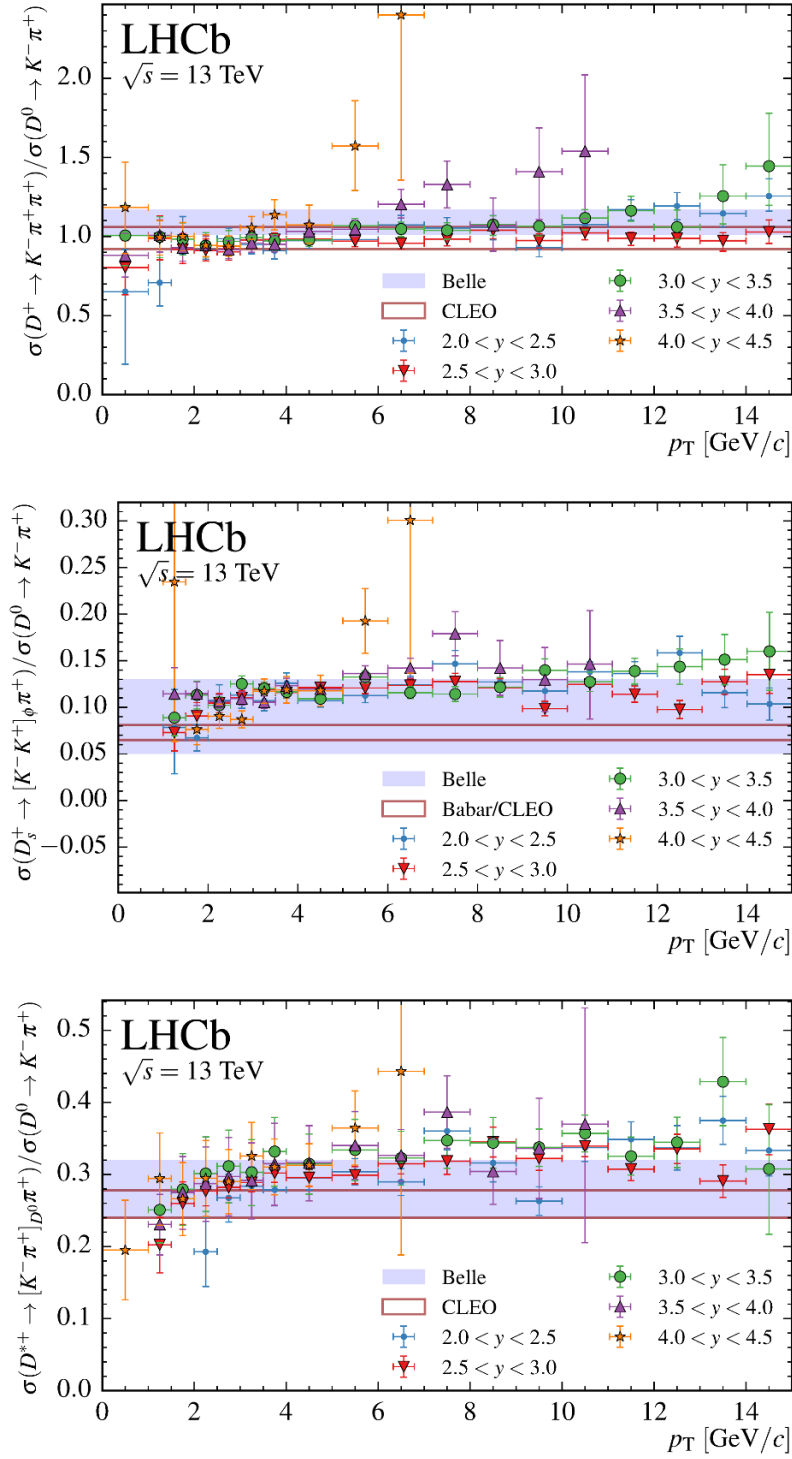 LHCb
√s = 13 TeV
σ(D⁺ → K⁻π⁺π⁺)/σ(D⁰ → K⁻π⁺)
2.0
1.5
1.0
0.5
0.0
Belle
CLEO
2.0 < y < 2.5
2.5 < y < 3.0
3.0 < y < 3.5
3.5 < y < 4.0
4.0 < y < 4.5
0 2 4 6 8 10 12 14
p_T [GeV/c]
LHCb
√s = 13 TeV
σ(D_s⁺ → [K⁻K⁺]_ϕ π⁺)/σ(D⁰ → K⁻π⁺)
0.30
0.25
0.20
0.15
0.10
0.05
0.00
−0.05
Belle
Babar/CLEO
2.0 < y < 2.5
2.5 < y < 3.0
3.0 < y < 3.5
3.5 < y < 4.0
4.0 < y < 4.5
0 2 4 6 8 10 12 14
p_T [GeV/c]
LHCb
√s = 13 TeV
σ(D*⁺ → [K⁻π⁺]_D⁰ π⁺)/σ(D⁰ → K⁻π⁺)
0.5
0.4
0.3
0.2
0.1
0.0
Belle
CLEO
2.0 < y < 2.5
2.5 < y < 3.0
3.0 < y < 3.5
3.5 < y < 4.0
4.0 < y < 4.5
0 2 4 6 8 10 12 14
p_T [GeV/c]